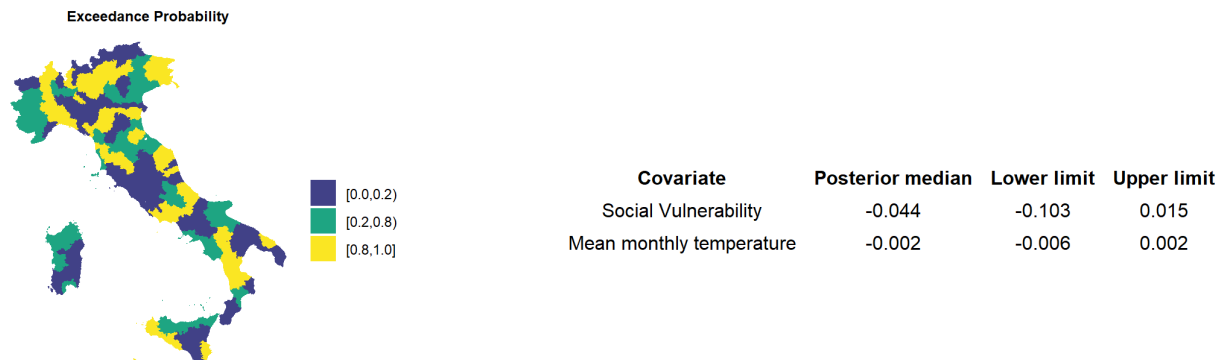 Exceedance Probability
[0.0,0.2)
[0.2,0.8)
[0.8,1.0]
Covariate Posterior median Lower limit Upper limit
Social Vulnerability -0.044 -0.103 0.015
Mean monthly temperature -0.002 -0.006 0.002